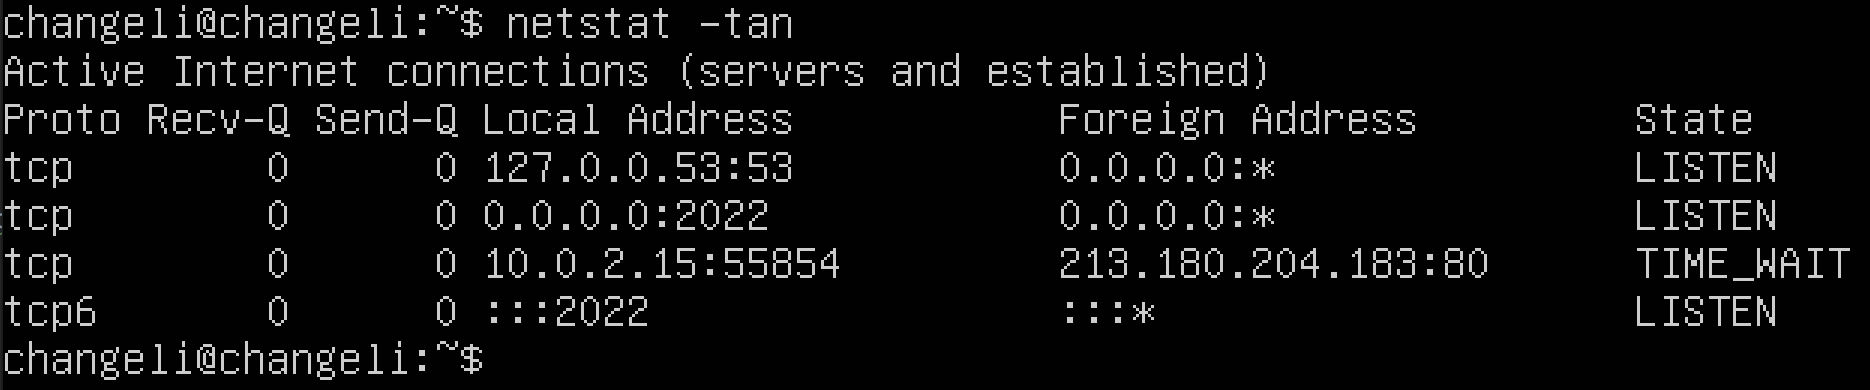 changeli@changeli:~$ netstat -tan
Active Internet connections (servers and established)
Proto Recv-Q Send-Q Local Address           Foreign Address         State
tcp        0      0 127.0.0.53:53           0.0.0.0:*               LISTEN
tcp        0      0 0.0.0.0:2022            0.0.0.0:*               LISTEN
tcp        0      0 10.0.2.15:55854         213.180.204.183:80      TIME_WAIT
tcp6       0      0 :::2022                 :::*                    LISTEN
changeli@changeli:~$